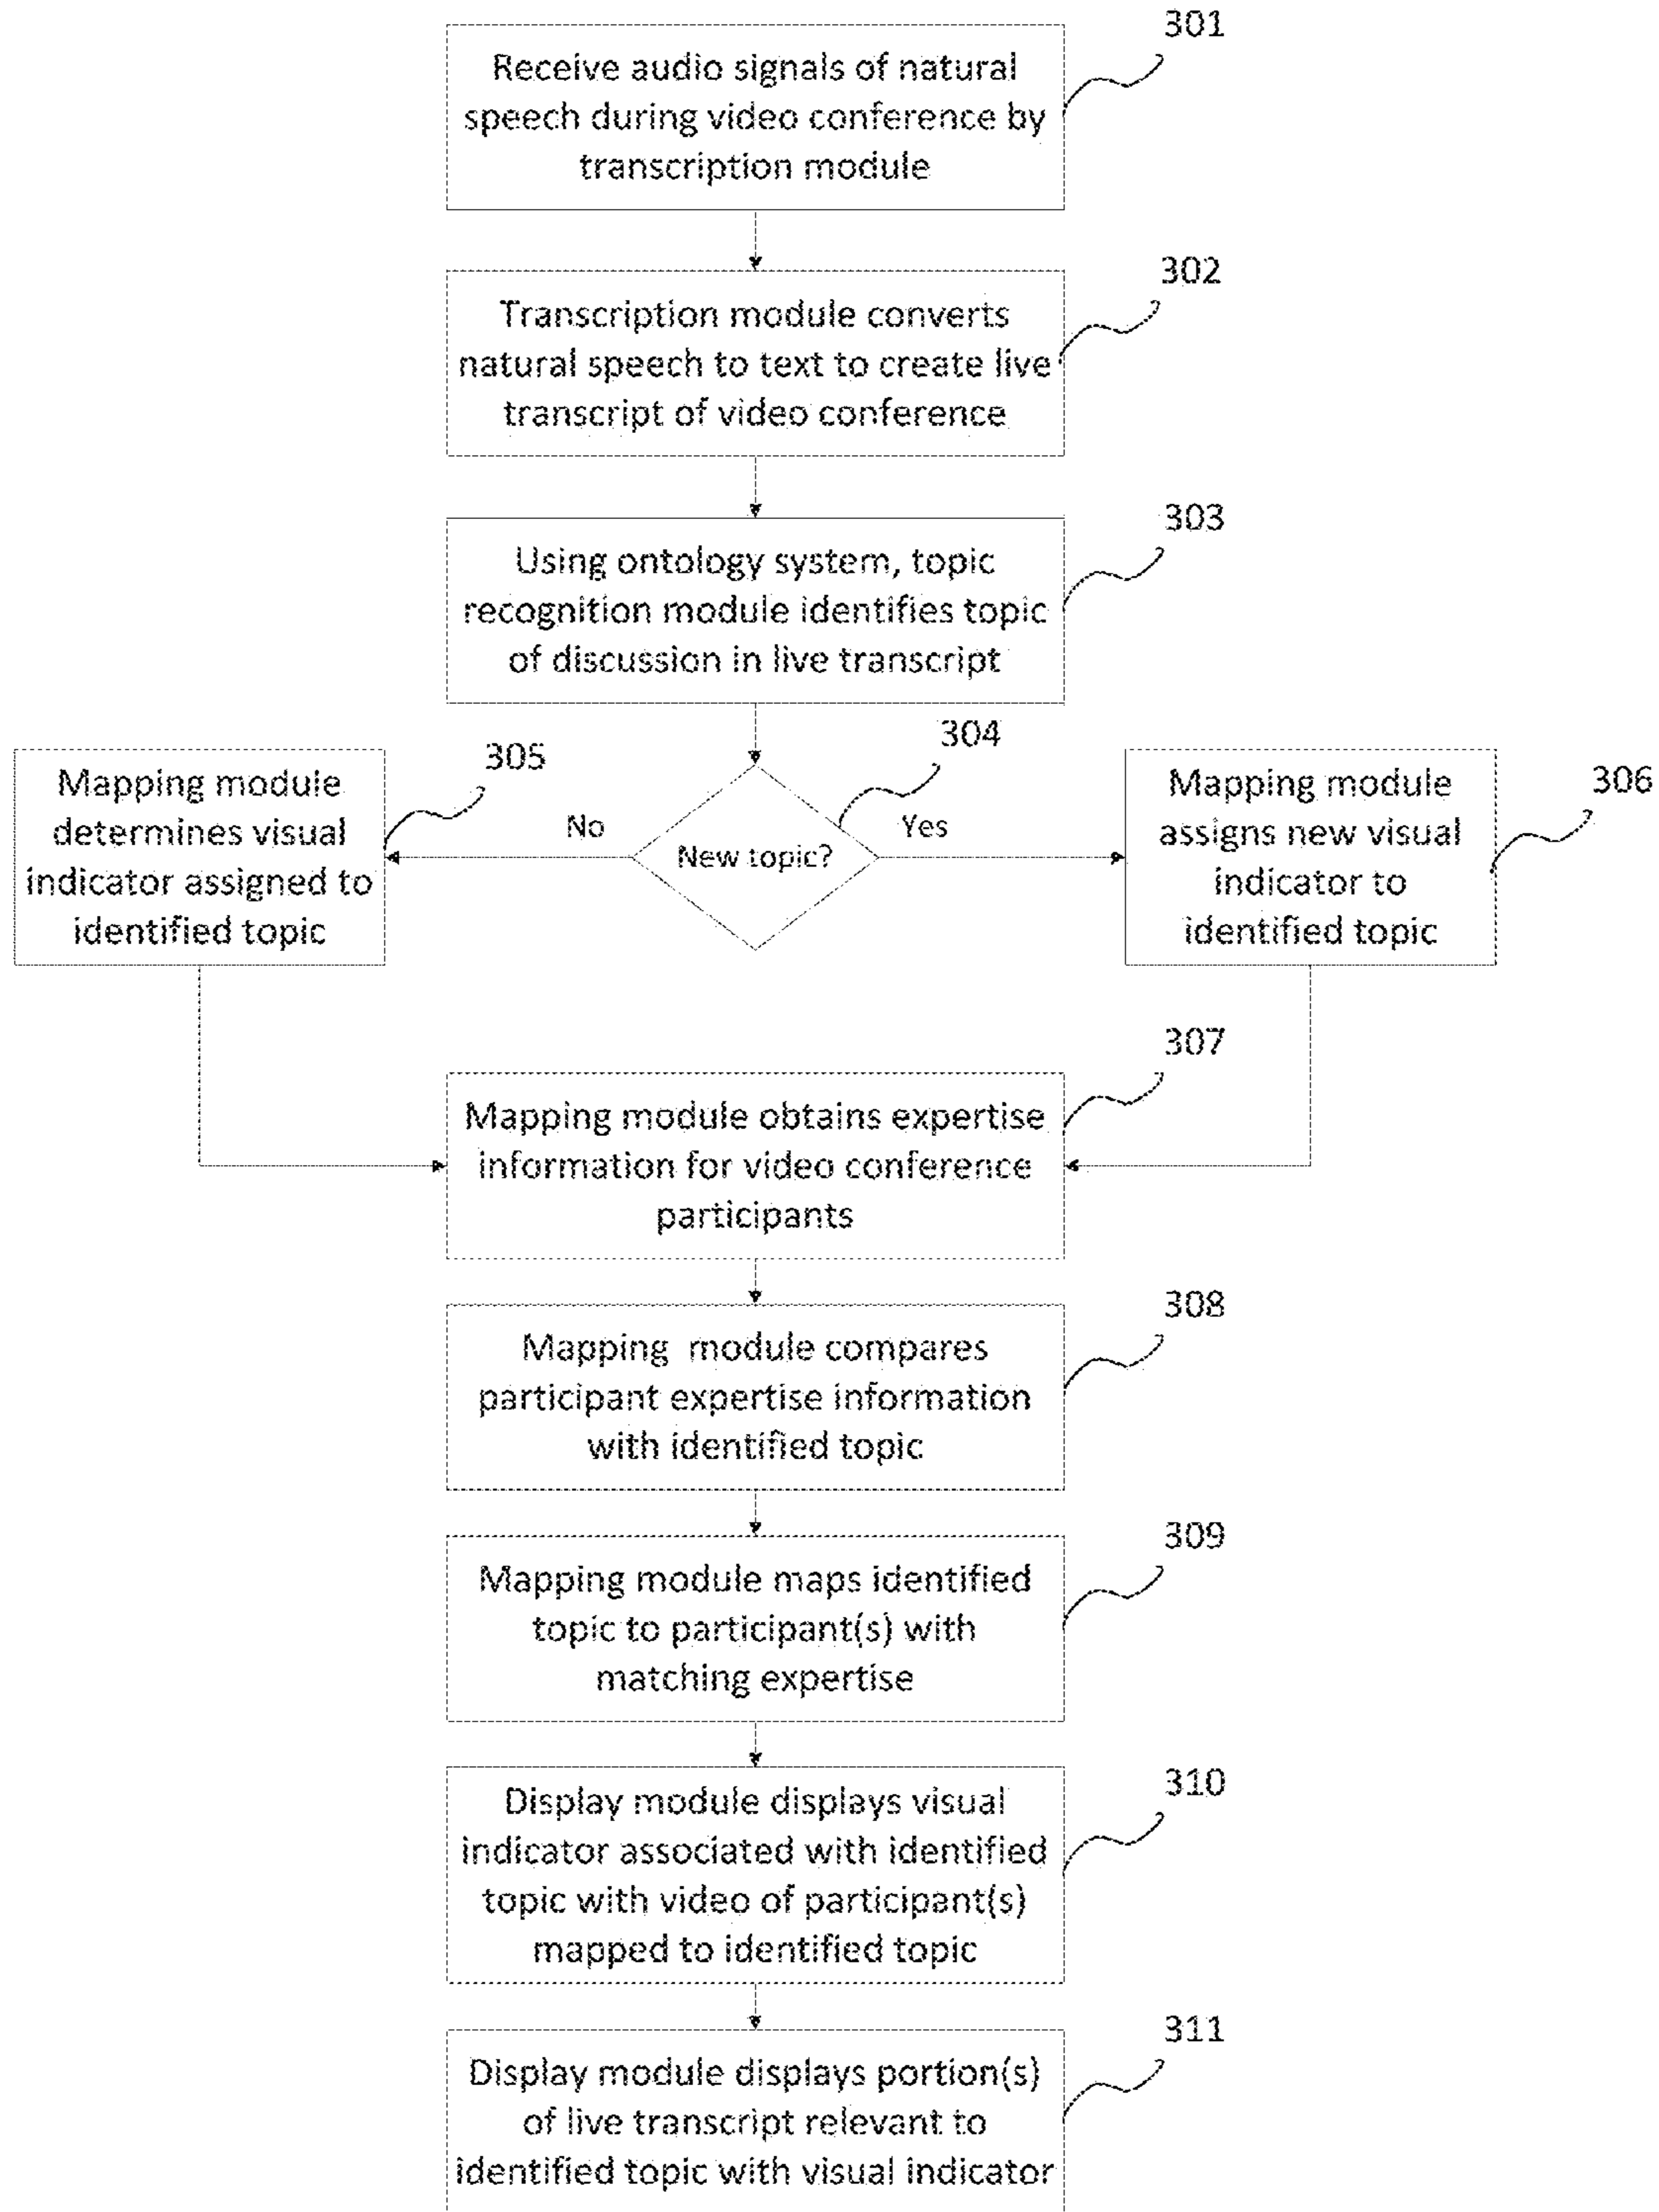 301
Receive audio signals of natural
speech during video conference by
transcription module
302
Transcription module converts
natural speech to text to create live
transcript of video conference
303
Using ontology system, topic
recognition module identifies topic
of discussion in live transcript
304
305
Mapping module
determines visual
indicator assigned to
identified topic
No
New topic?
Yes
306
Mapping module
assigns new visual
indicator to
identified topic
307
Mapping module obtains expertise
information for video conference
participants
308
Mapping module compares
participant expertise information
with identified topic
309
Mapping module maps identified
topic to participant(s) with
matching expertise
310
Display module displays visual
indicator associated with identified
topic with video of participant(s)
mapped to identified topic
311
Display module displays portion(s)
of live transcript relevant to
identified topic with visual indicator